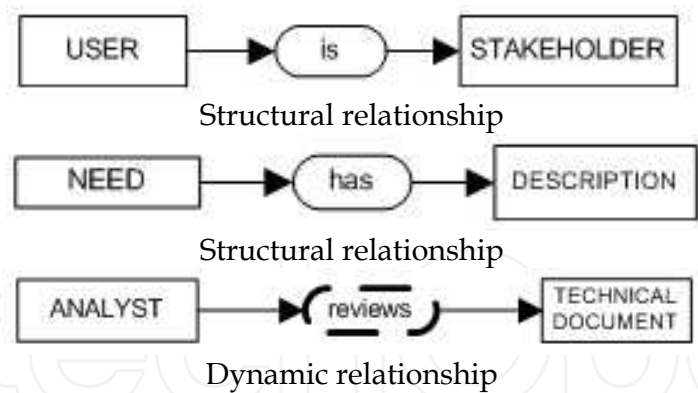 USER is STAKEHOLDER
Structural relationship
NEED has DESCRIPTION
Structural relationship
ANALYST reviews TECHNICAL
DOCUMENT
Dynamic relationship